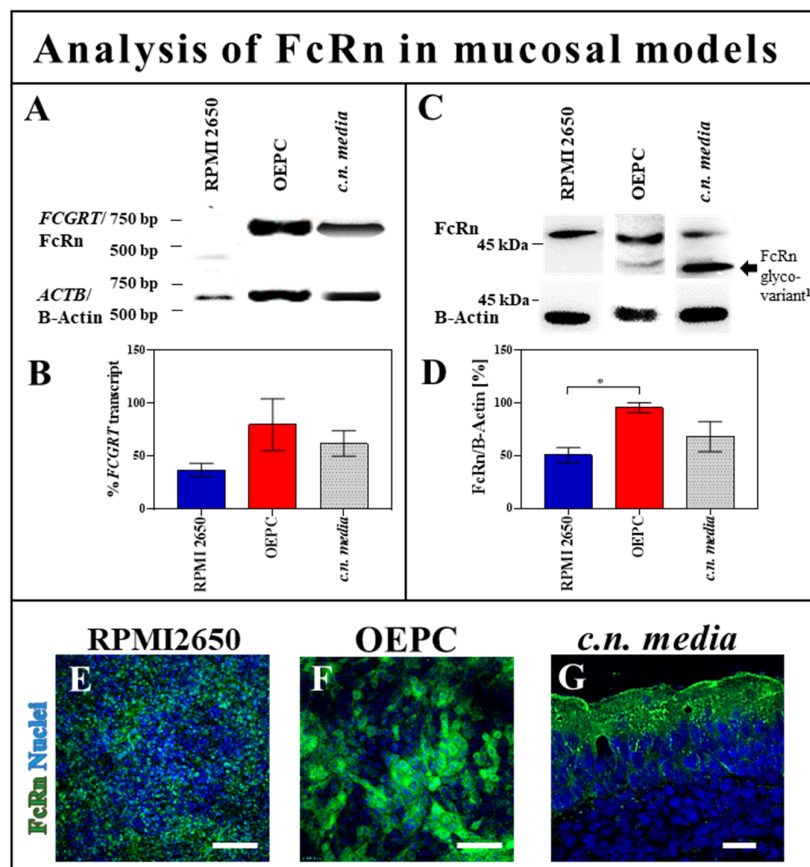 Analysis of FcRn in mucosal models
A
RPMI 2650
OEPC
c.n. media
FCGRT/
FcRn
750 bp
500 bp
ACTB/
B-Actin
750 bp
500 bp
B
% FCGRT transcript
150
100
50
0
RPMI 2650
OEPC
c.n. media
C
RPMI 2650
OEPC
c.n. media
FcRn
45 kDa
FcRn
glyco-
variant¹
45 kDa
B-Actin
D
FcRn/B-Actin [%]
150
100
50
0
*
RPMI 2650
OEPC
c.n. media
RPMI2650
OEPC
c.n. media
FcRn Nuclei
E
F
G